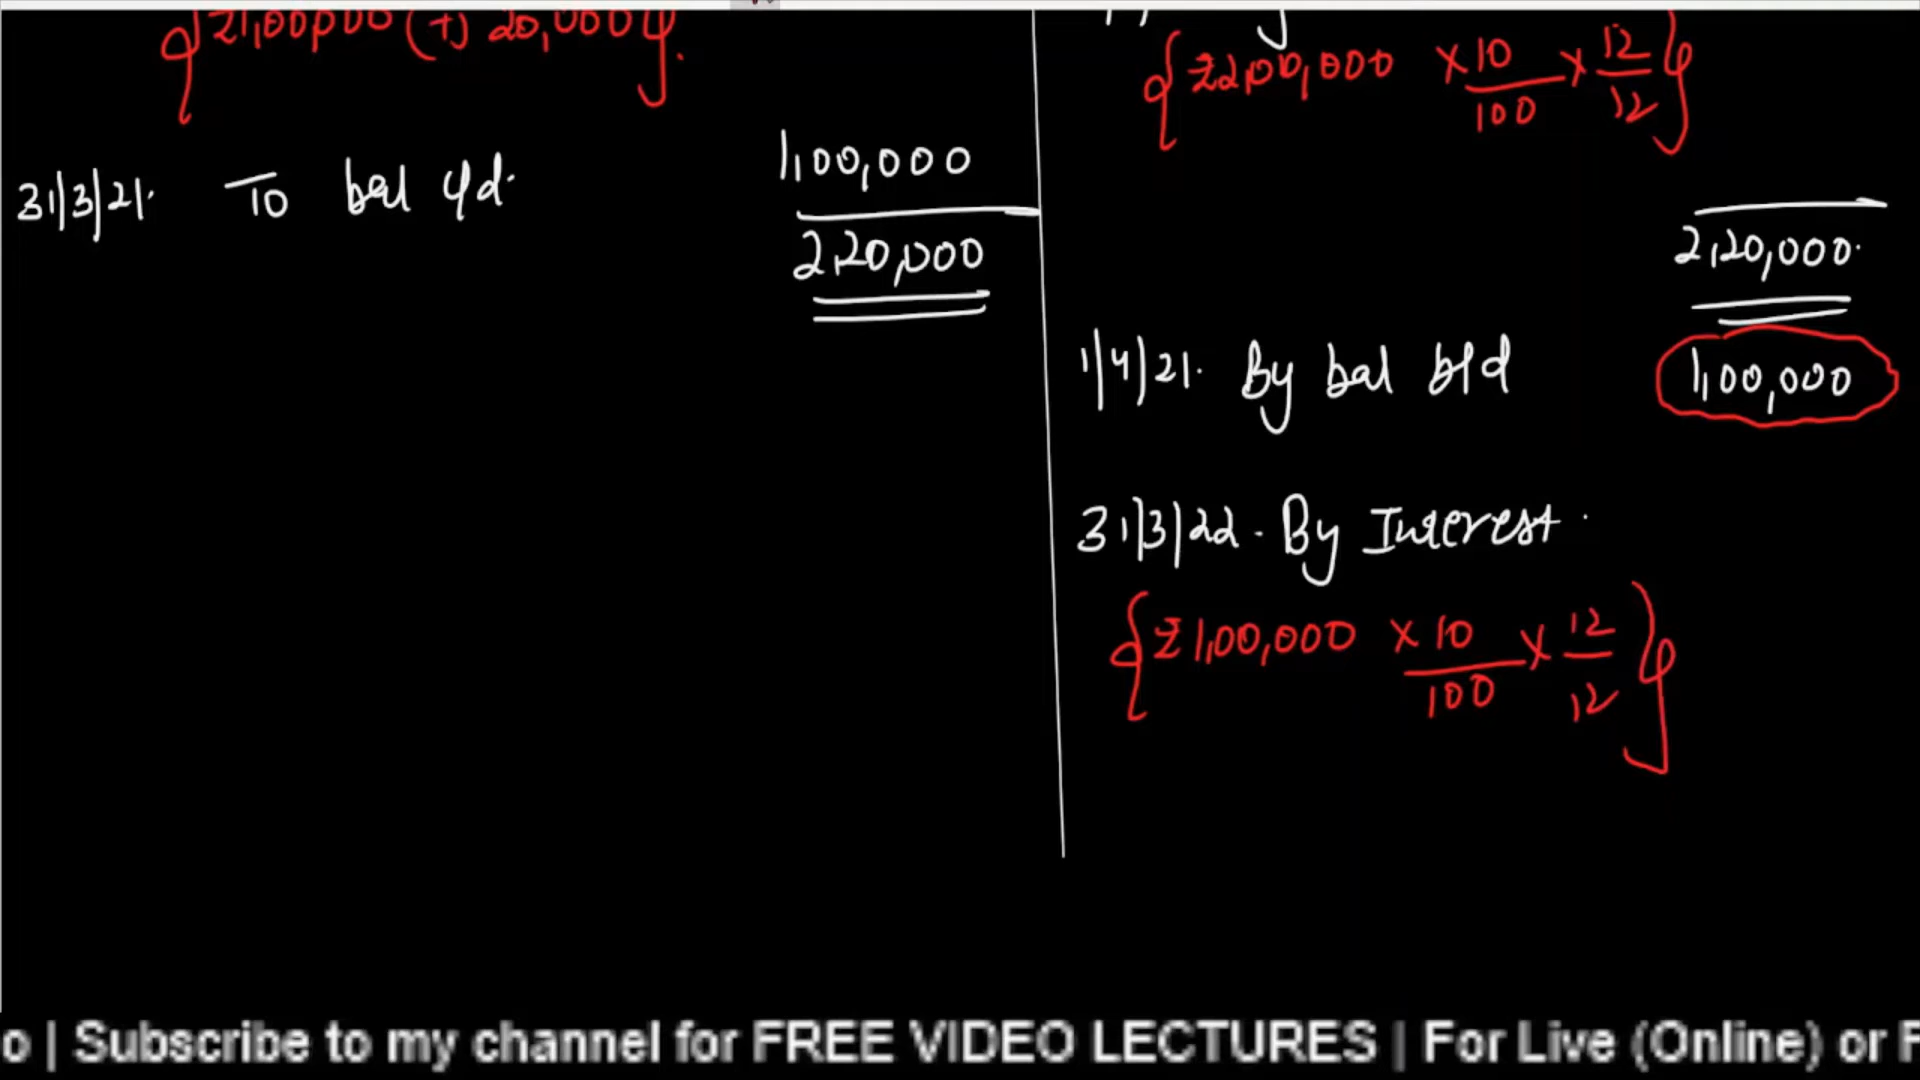 {₹1,00,000 (+) 20,000}.
31/3/21. To bal c/d.
1,00,000
2,20,000
{₹2,00,000 × 10/100 × 12/12}
2,20,000.
1/4/21. By bal b/d 1,00,000
31/3/22. By Interest.
{₹1,00,000 × 10/100 × 12/12}
o | Subscribe to my channel for FREE VIDEO LECTURES | For Live (Online) or F